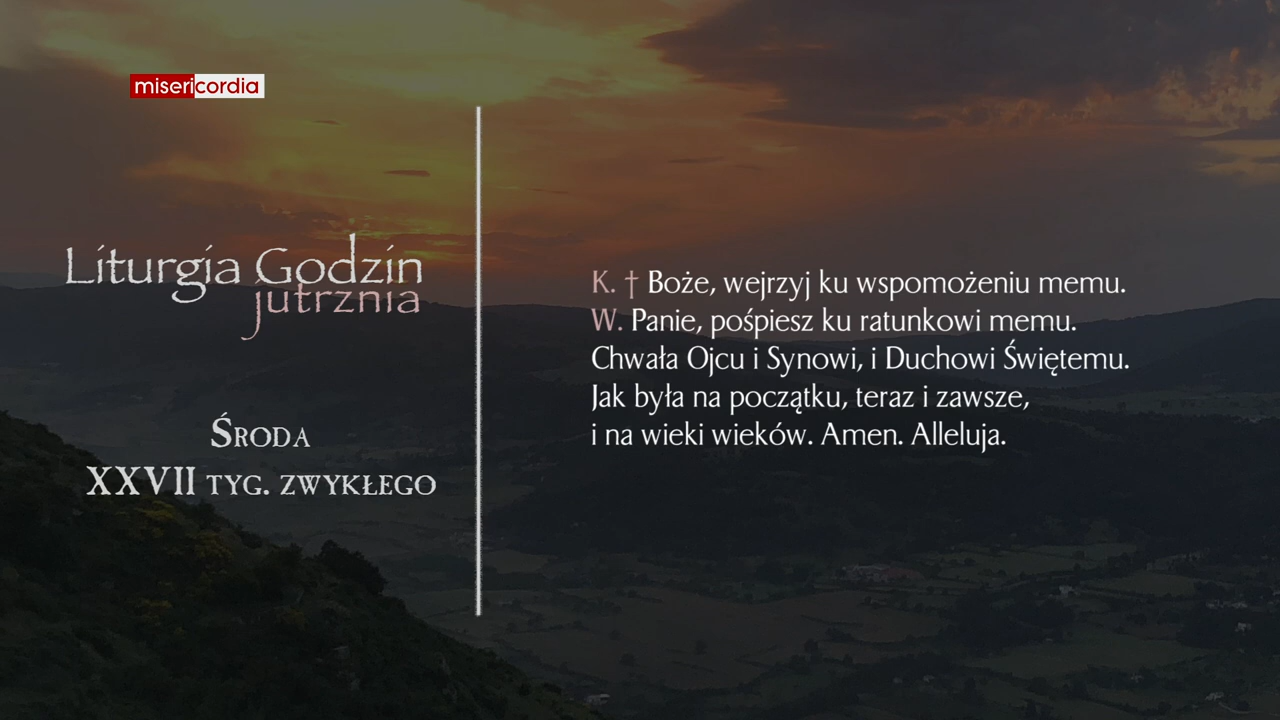 misericordia
Liturgia Godzin
jutrznia
Środa
XXVII tyg. zwykłego
K. † Boże, wejrzyj ku wspomożeniu memu.
W. Panie, pośpiesz ku ratunkowi memu.
Chwała Ojcu i Synowi, i Duchowi Świętemu.
Jak była na początku, teraz i zawsze,
i na wieki wieków. Amen. Alleluja.